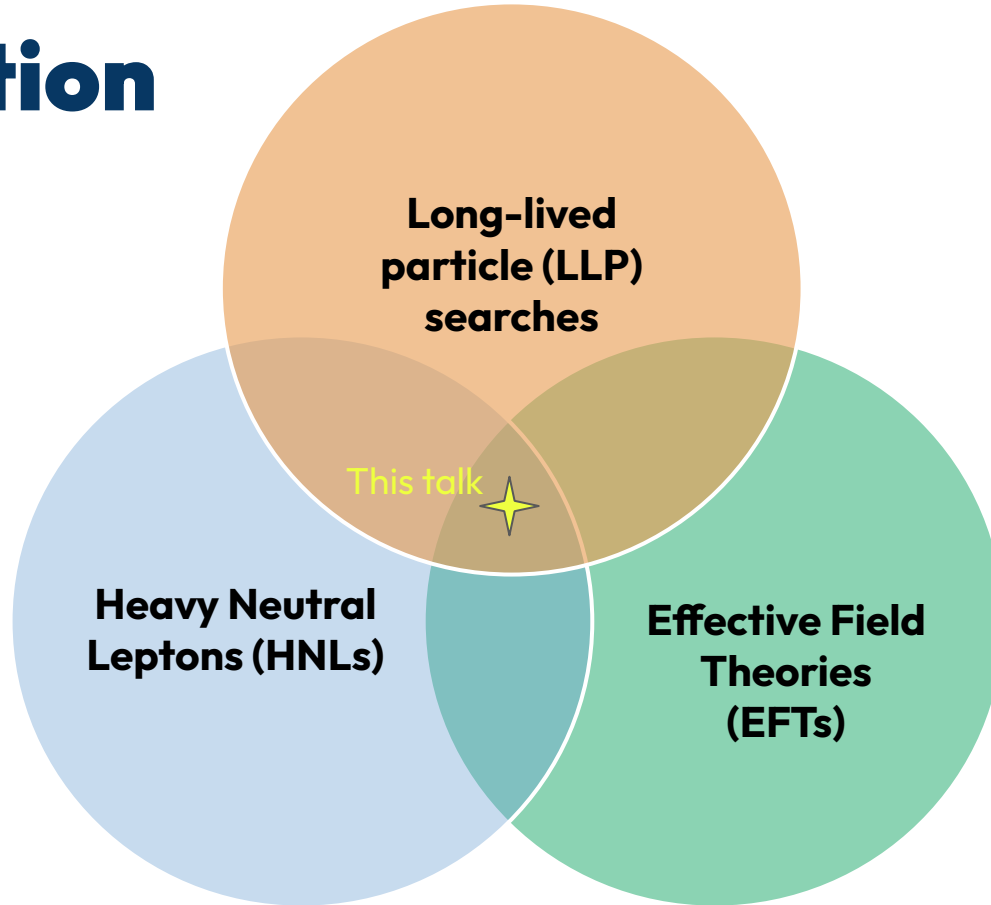 tion
Long-lived
particle (LLP)
searches
This talk
Heavy Neutral
Leptons (HNLs)
Effective Field
Theories
(EFTs)